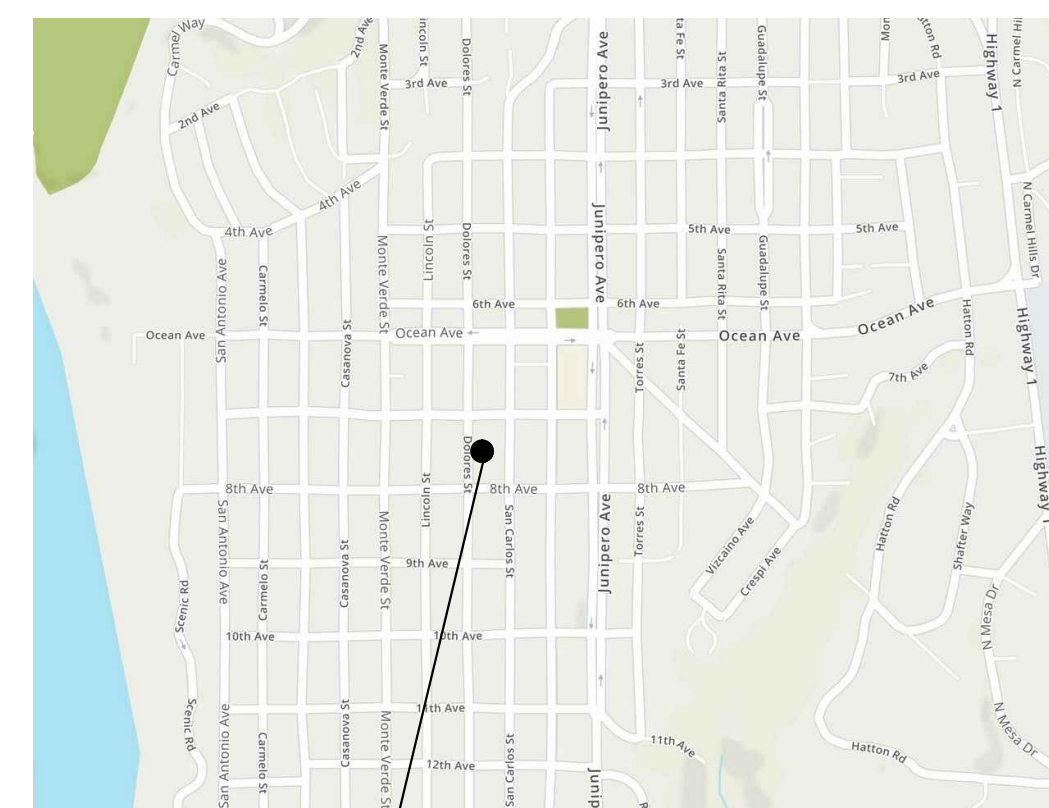 Carmel Way
2nd Ave
Monte Verde St
Lincoln St
Dolores St
3rd Ave
Junipero Ave
3rd Ave
Santa Rita St
Guadalupe St
3rd Ave
Highway 1
2nd Ave
4th Ave
4th Ave
San Antonio Ave
Carmelo St
Monte Verde St
Lincoln St
Dolores St
Junipero Ave
5th Ave
5th Ave
Santa Rita St
Guadalupe St
N Carmel Hills Dr
6th Ave
6th Ave
Ocean Ave
Ocean Ave
Casanova St
Ocean Ave
Ocean Ave
Hatton Rd
Highway 1
Torres St
Santa Fe St
7th Ave
Dolores St
Highway 1
8th Ave
8th Ave
8th Ave
Lincoln St
San Antonio Ave
Monte Verde St
San Carlos St
Junipero Ave
Torres St
Vizcaino Ave
Crespi Ave
Hatton Rd
Shafter Way
9th Ave
Casanova St
Carmelo St
Scenic Rd
10th Ave
10th Ave
N Mesa Dr
11th Ave
11th Ave
Scenic Rd
San Antonio Ave
Carmelo St
Casanova St
Monte Verde St
12th Ave
San Carlos St
Hatton Rd
N Mesa Dr